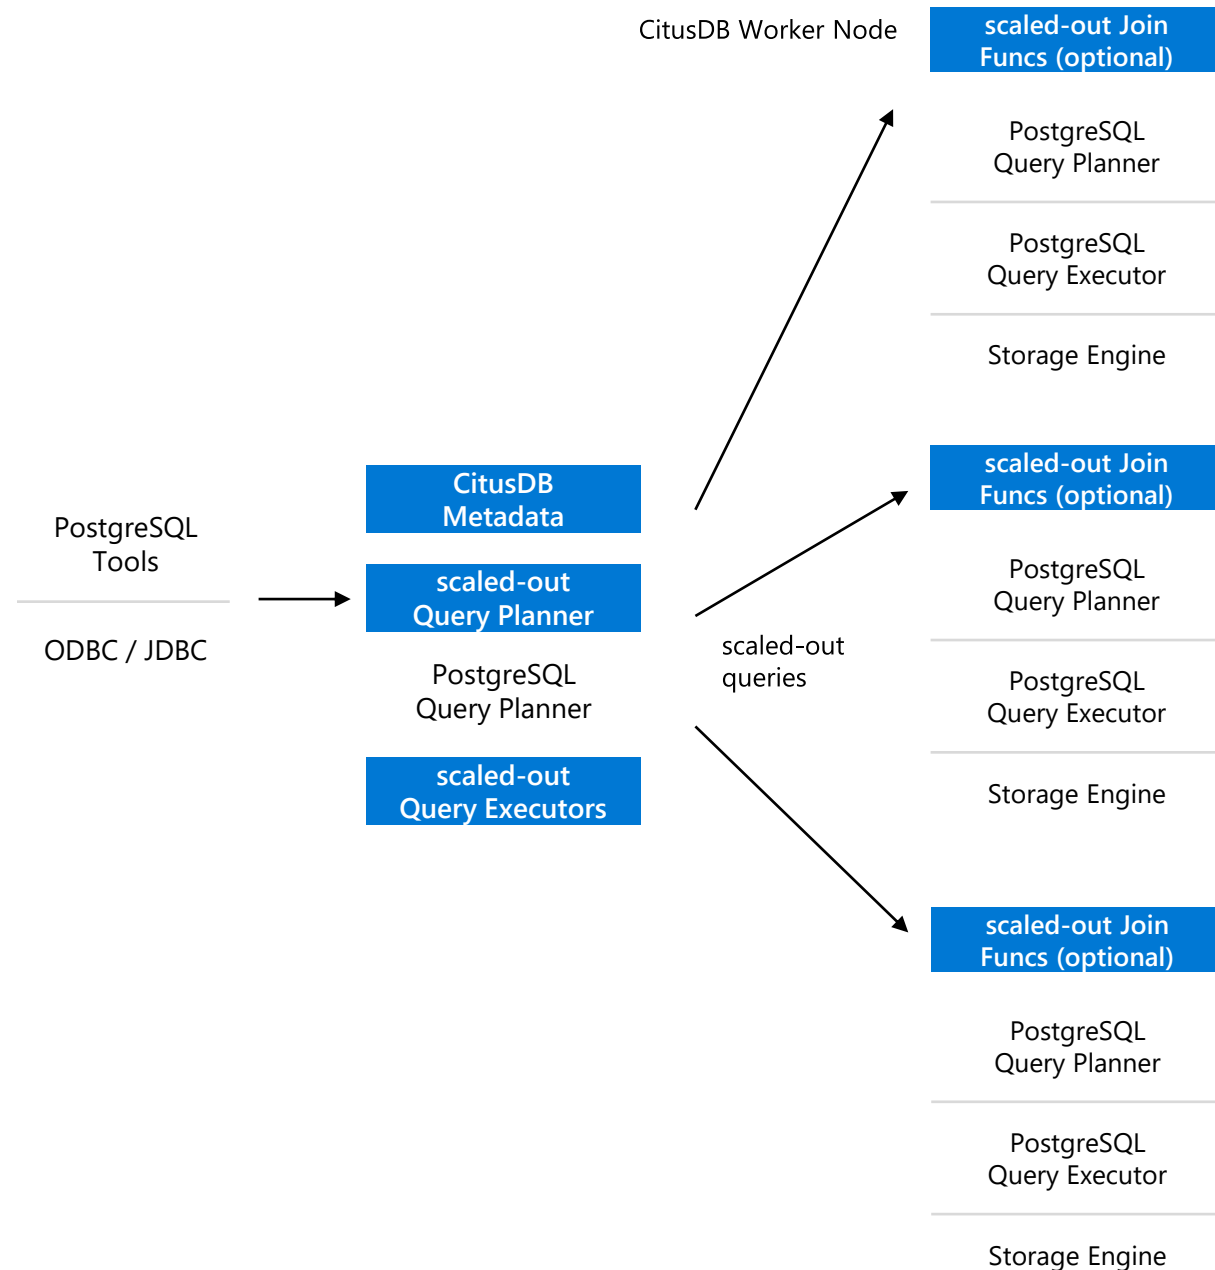 CitusDB Worker Node
scaled-out Join
Funcs (optional)
PostgreSQL
Query Planner
PostgreSQL
Query Executor
Storage Engine
PostgreSQL
Tools
ODBC / JDBC
CitusDB
Metadata
scaled-out
Query Planner
PostgreSQL
Query Planner
scaled-out
Query Executors
scaled-out
queries
scaled-out Join
Funcs (optional)
PostgreSQL
Query Planner
PostgreSQL
Query Executor
Storage Engine
scaled-out Join
Funcs (optional)
PostgreSQL
Query Planner
PostgreSQL
Query Executor
Storage Engine